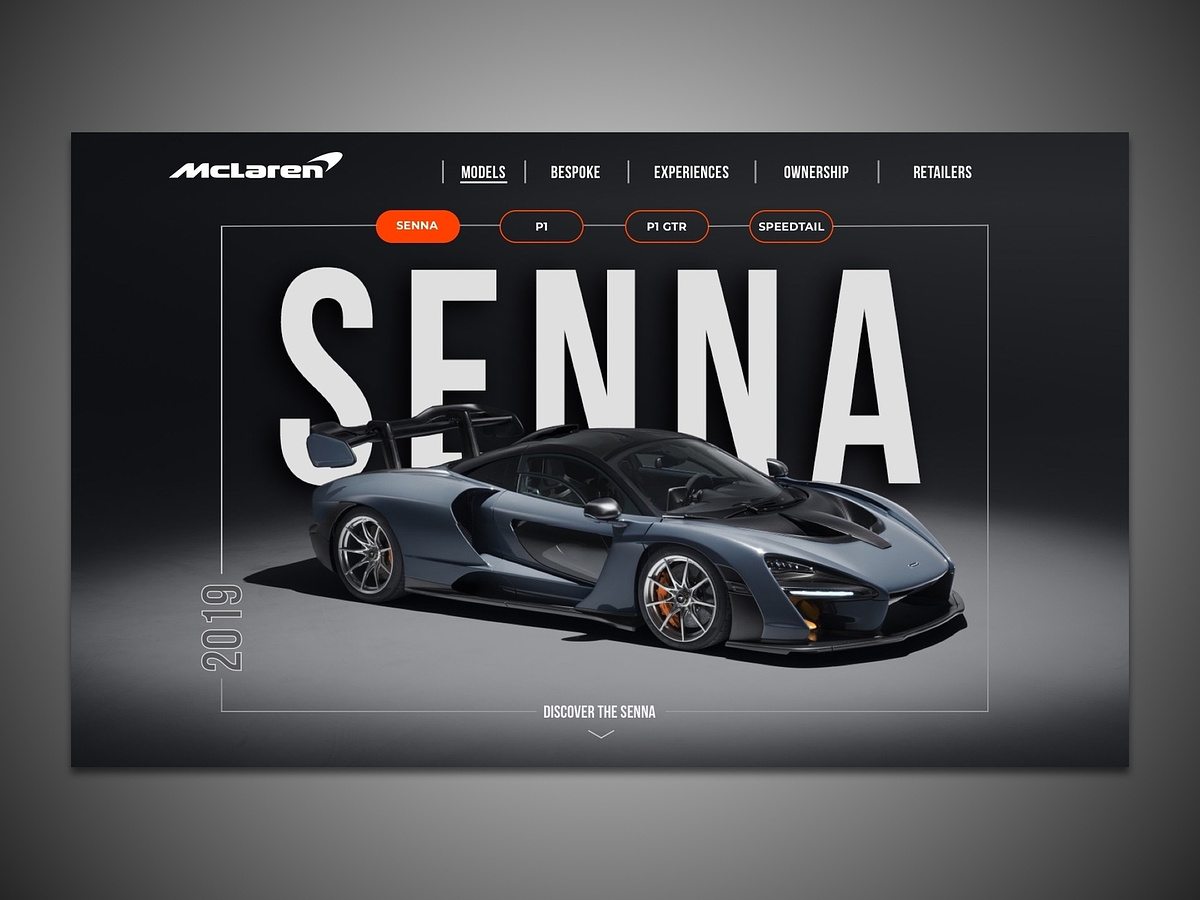 McLaren
MODELS
BESPOKE
EXPERIENCES
OWNERSHIP
RETAILERS
SENNA
P1
P1 GTR
SPEEDTAIL
SENNA
2019
DISCOVER THE SENNA